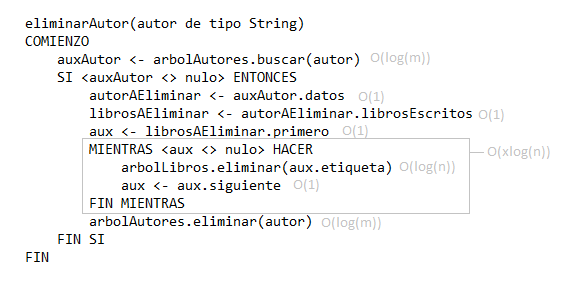 eliminarAutor(autor de tipo String)
COMIENZO
auxAutor <- arbolAutores.buscar(autor) O(log(m))
SI <auxAutor <> nulo> ENTONCES
autorAEliminar <- auxAutor.datos O(1)
librosAEliminar <- autorAEliminar.librosEscritos O(1)
aux <- librosAEliminar.primero O(1)
MIENTRAS <aux <> nulo> HACER O(xlog(n))
arbolLibros.eliminar(aux.etiqueta) O(log(n))
aux <- aux.siguiente O(1)
FIN MIENTRAS
arbolAutores.eliminar(autor) O(log(m))
FIN SI
FIN